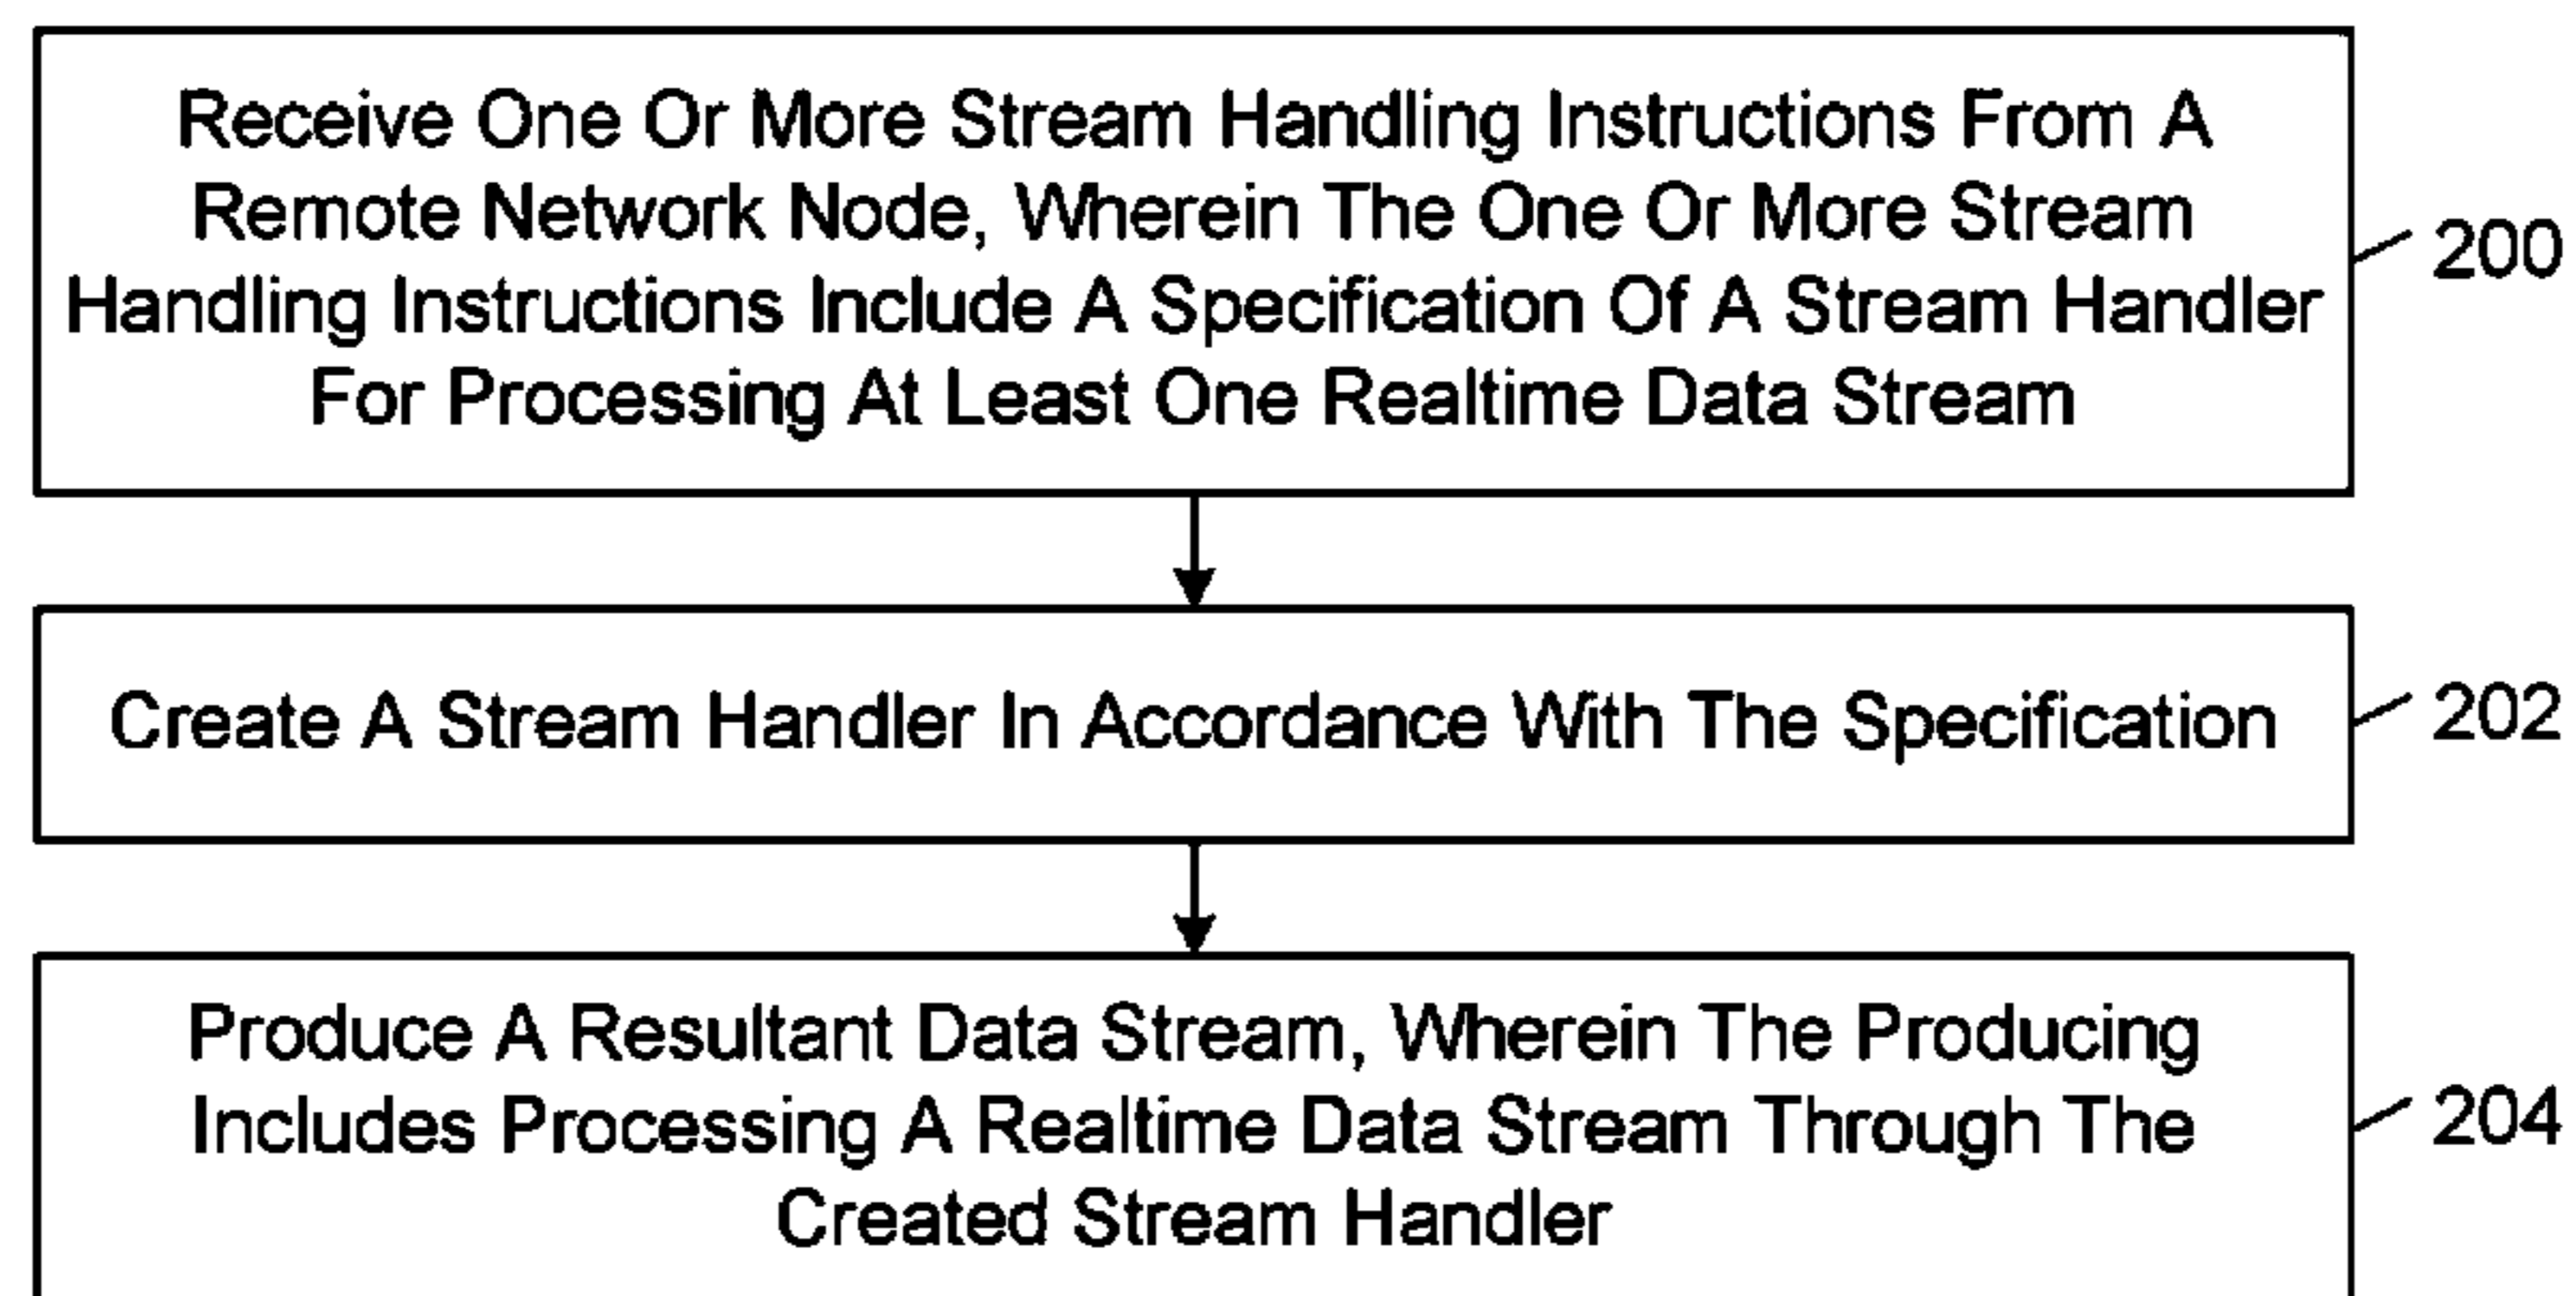 Receive One Or More Stream Handling Instructions From A
Remote Network Node, Wherein The One Or More Stream
Handling Instructions Include A Specification Of A Stream Handler
For Processing At Least One Realtime Data Stream
200
Create A Stream Handler In Accordance With The Specification
202
Produce A Resultant Data Stream, Wherein The Producing
Includes Processing A Realtime Data Stream Through The
Created Stream Handler
204